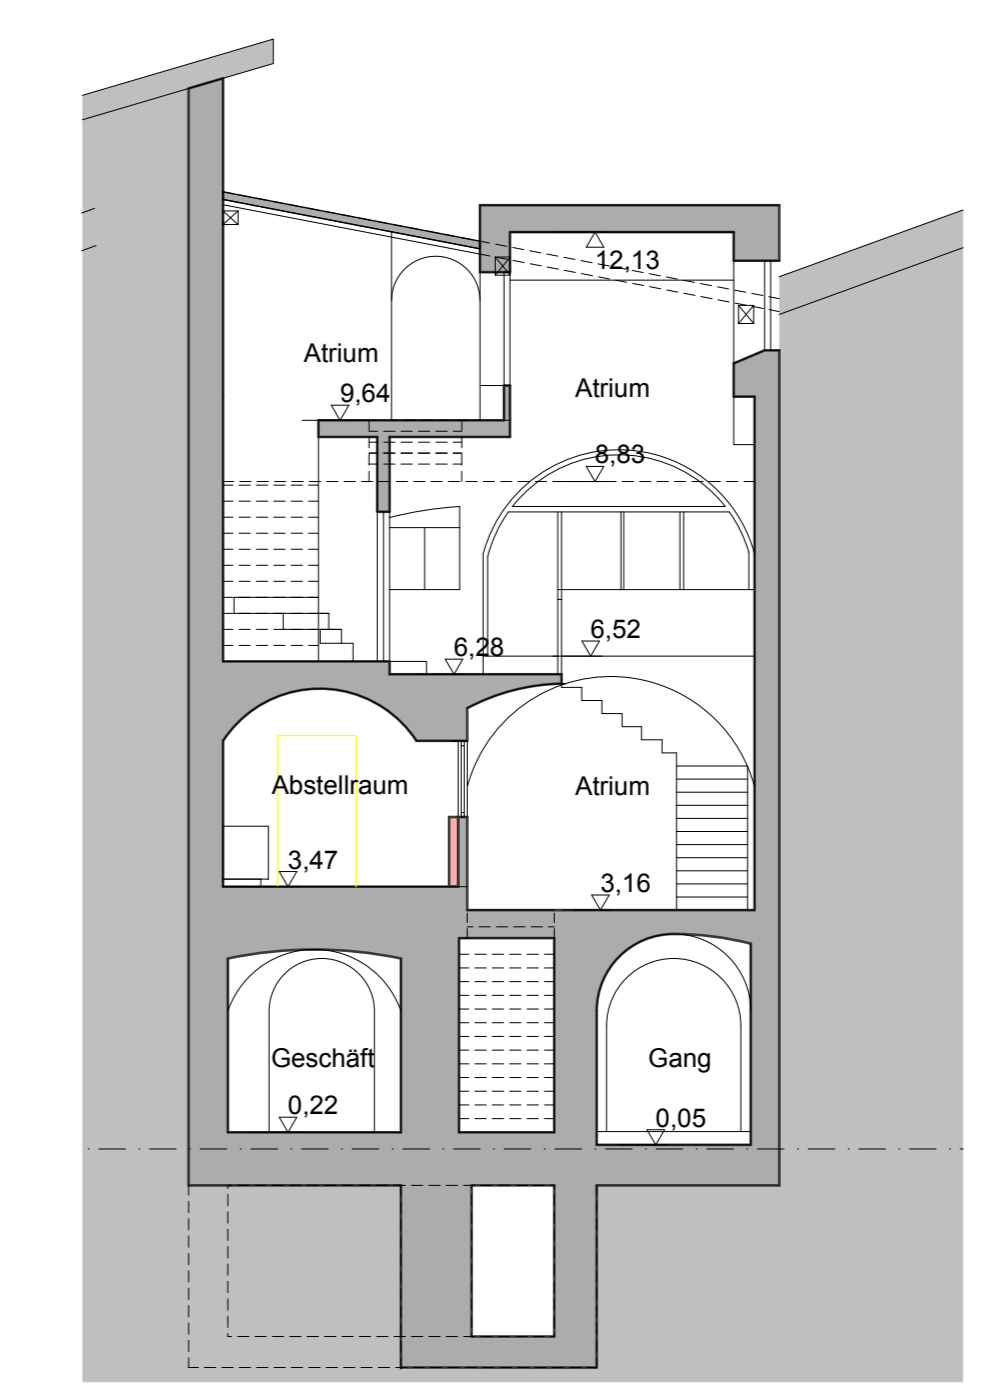 12,13
Atrium
9,64
Atrium
8,83
6,52
6,28
Abstellraum
Atrium
3,47
3,16
Geschäft
Gang
0,22
0,05